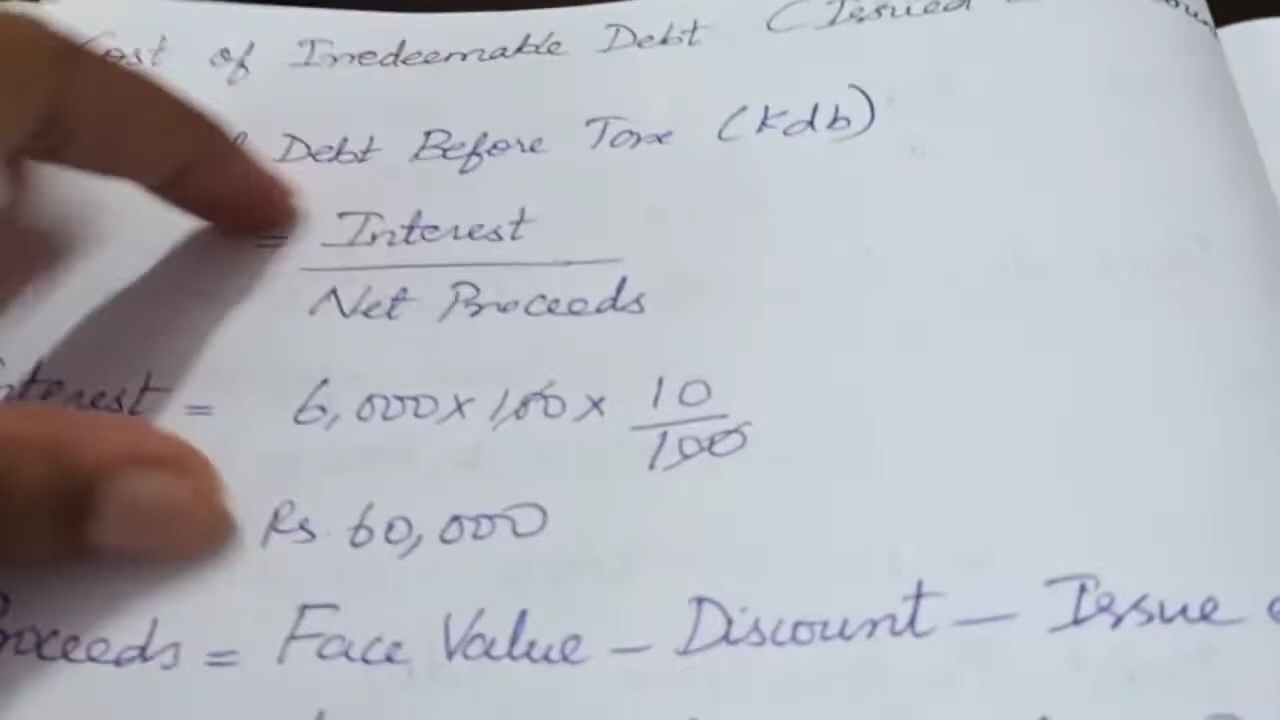 Cost of Irredeemable Debt (Issued
Debt Before Tax (Kdb)
= Interest
Net Proceeds
Interest = 6,000 x 100 x 10
100
Rs. 60,000
Proceeds = Face Value - Discount - Issue